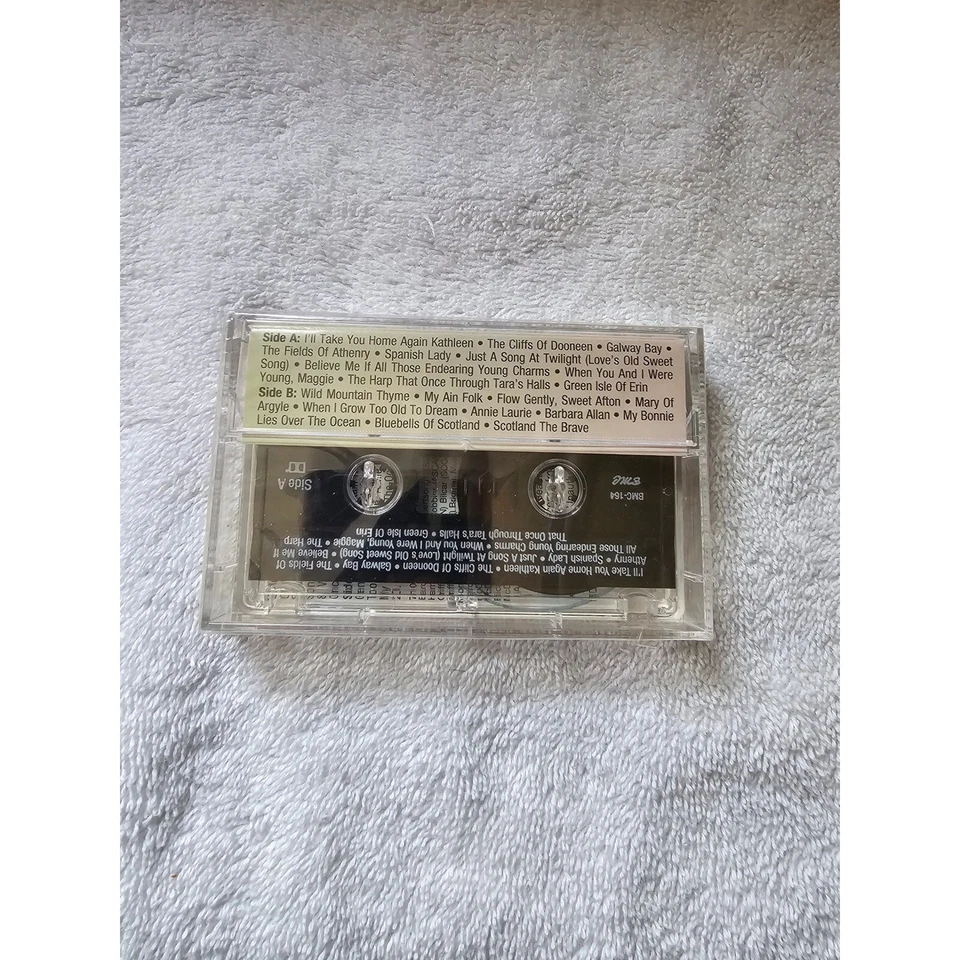 Side A: I'll Take You Home Again Kathleen • The Cliffs Of Dooneen • Galway Bay •
The Fields Of Athenry • Spanish Lady • Just A Song At Twilight (Love's Old Sweet
Song) • Believe Me If All Those Endearing Young Charms • When You And I Were
Young, Maggie • The Harp That Once Through Tara's Halls • Green Isle Of Erin
Side B: Wild Mountain Thyme • My Ain Folk • Flow Gently, Sweet Afton • Mary Of
Argyle • When I Grow Too Old To Dream • Annie Laurie • Barbara Allan • My Bonnie
Lies Over The Ocean • Bluebells Of Scotland • Scotland The Brave
I'll Take You Home Again Kathleen • The Cliffs Of Dooneen • Galway Bay • The Fields Of
Athenry • Spanish Lady • Just A Song At Twilight (Love's Old Sweet Song) • Believe Me If
All Those Endearing Young Charms • When You And I Were Young, Maggie • The Harp
That Once Through Tara's Halls • Green Isle Of Erin
BMC-164
Side A